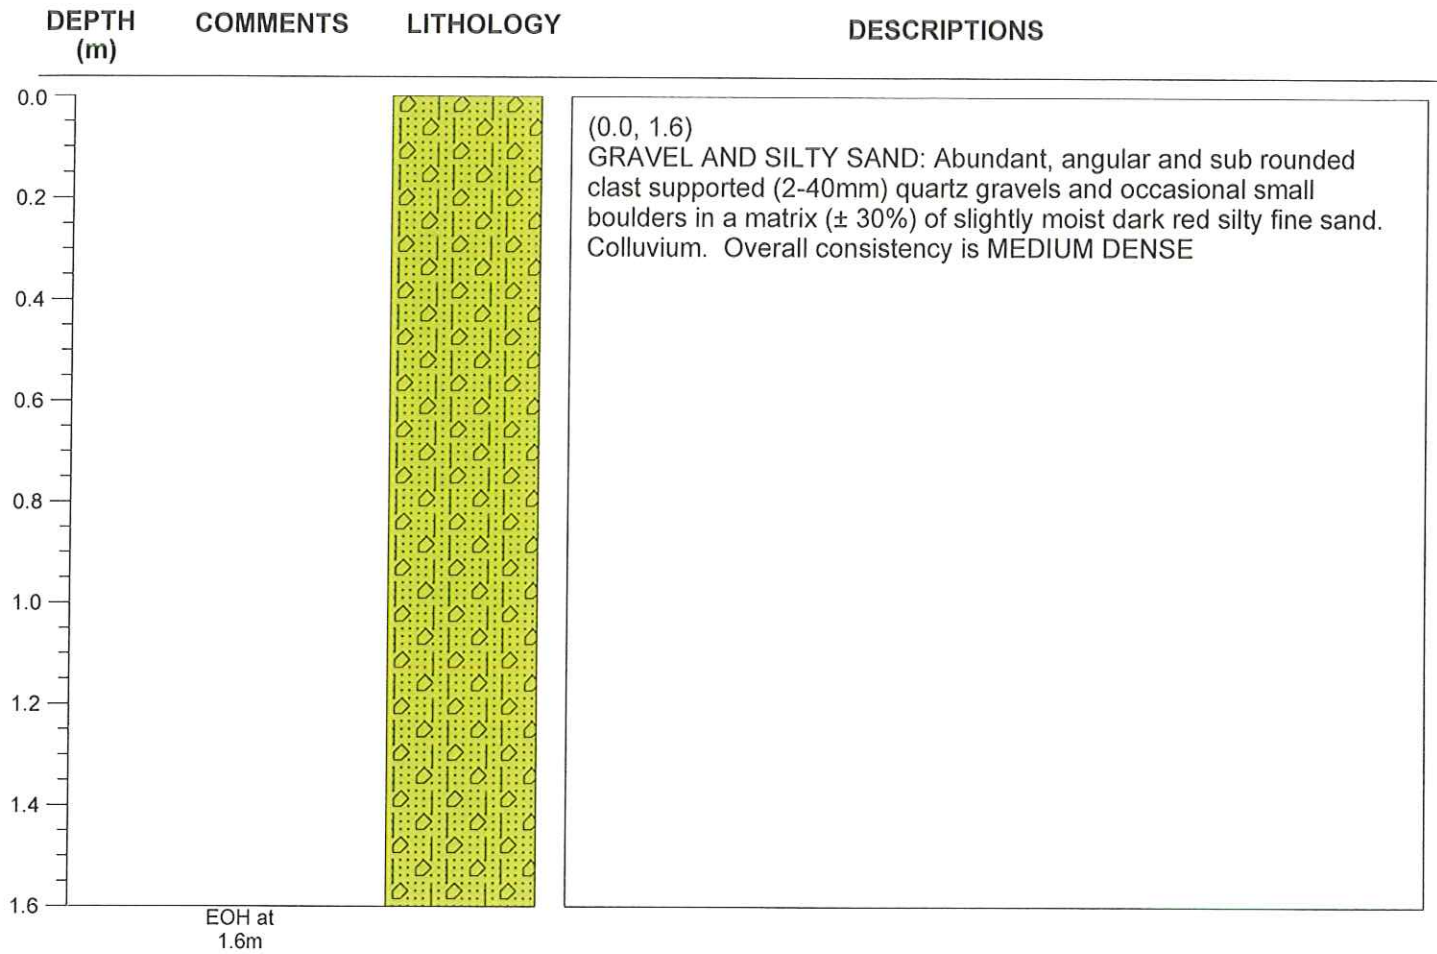 DEPTH (m) COMMENTS LITHOLOGY DESCRIPTIONS
0.0
(0.0, 1.6)
GRAVEL AND SILTY SAND: Abundant, angular and sub rounded
clast supported (2-40mm) quartz gravels and occasional small
boulders in a matrix (± 30%) of slightly moist dark red silty fine sand.
Colluvium. Overall consistency is MEDIUM DENSE
0.2
0.4
0.6
0.8
1.0
1.2
1.4
1.6
EOH at
1.6m